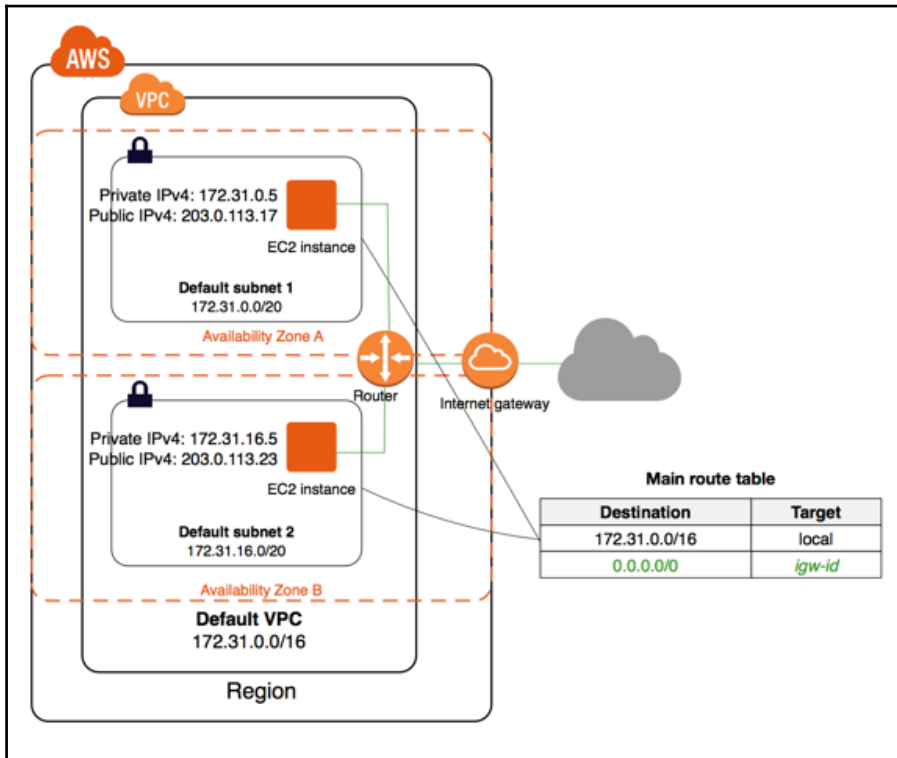 AWS
VPC
Private IPv4: 172.31.0.5
Public IPv4: 203.0.113.17
EC2 instance
Default subnet 1
172.31.0.0/20
Availability Zone A
Router
Internet gateway
Private IPv4: 172.31.16.5
Public IPv4: 203.0.113.23
EC2 instance
Default subnet 2
172.31.16.0/20
Availability Zone B
Default VPC
172.31.0.0/16
Region
Main route table
Destination Target
172.31.0.0/16 local
0.0.0.0/0 igw-id